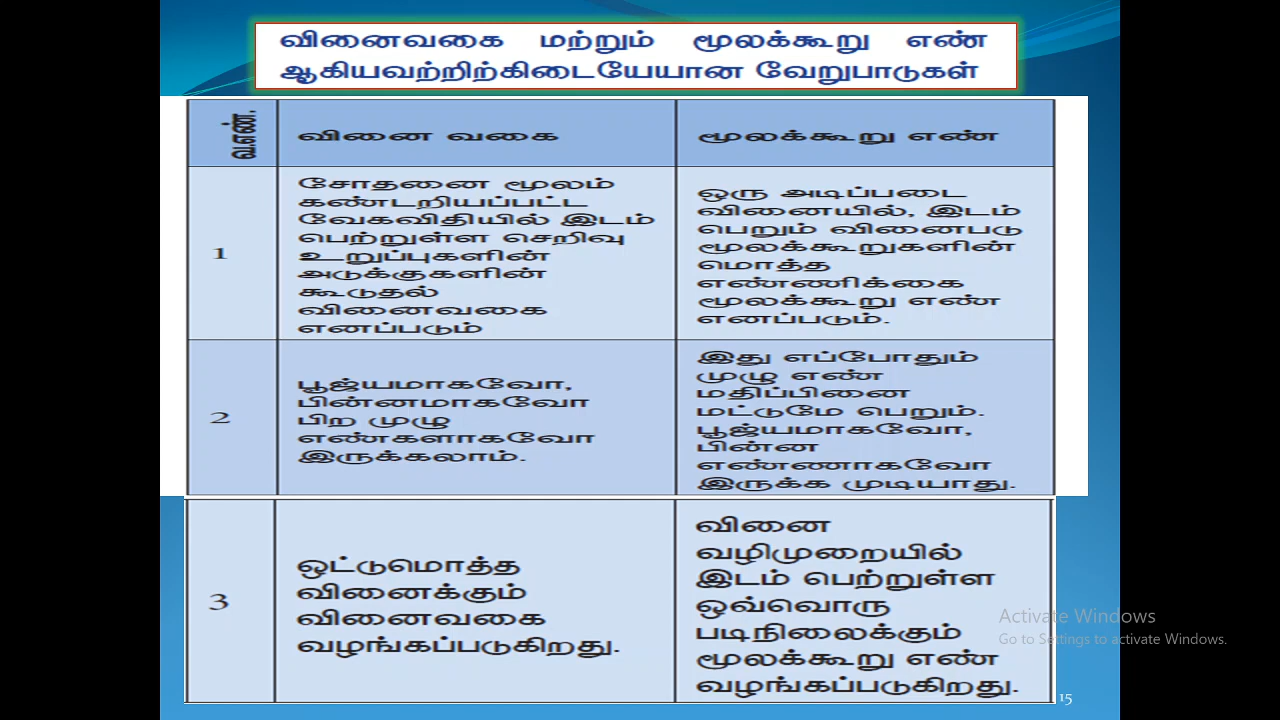 வினைவகை மற்றும் மூலக்கூறு எண்
ஆகியவற்றிற்கிடையேயான வேறுபாடுகள்
வ.எண்.
வினை வகை
மூலக்கூறு எண்
1
சோதனை மூலம்
கண்டறியப்பட்ட
வேகவிதியில் இடம்
பெற்றுள்ள செறிவு
உறுப்புகளின்
அடுக்குகளின்
கூடுதல்
வினைவகை
எனப்படும்
ஒரு அடிப்படை
வினையில், இடம்
பெறும் வினைபடு
மூலக்கூறுகளின்
மொத்த
எண்ணிக்கை
மூலக்கூறு எண்
எனப்படும்.
2
பூஜ்யமாகவோ,
பின்னமாகவோ
பிற முழு
எண்களாகவோ
இருக்கலாம்.
இது எப்போதும்
முழு எண்
மதிப்பினை
மட்டுமே பெறும்.
பூஜ்யமாகவோ,
பின்ன
எண்ணாகவோ
இருக்க முடியாது.
3
ஒட்டுமொத்த
வினைக்கும்
வினைவகை
வழங்கப்படுகிறது.
வினை
வழிமுறையில்
இடம் பெற்றுள்ள
ஒவ்வொரு
படிநிலைக்கும்
மூலக்கூறு எண்
வழங்கப்படுகிறது.
Activate Windows
Go to Settings to activate Windows.
15